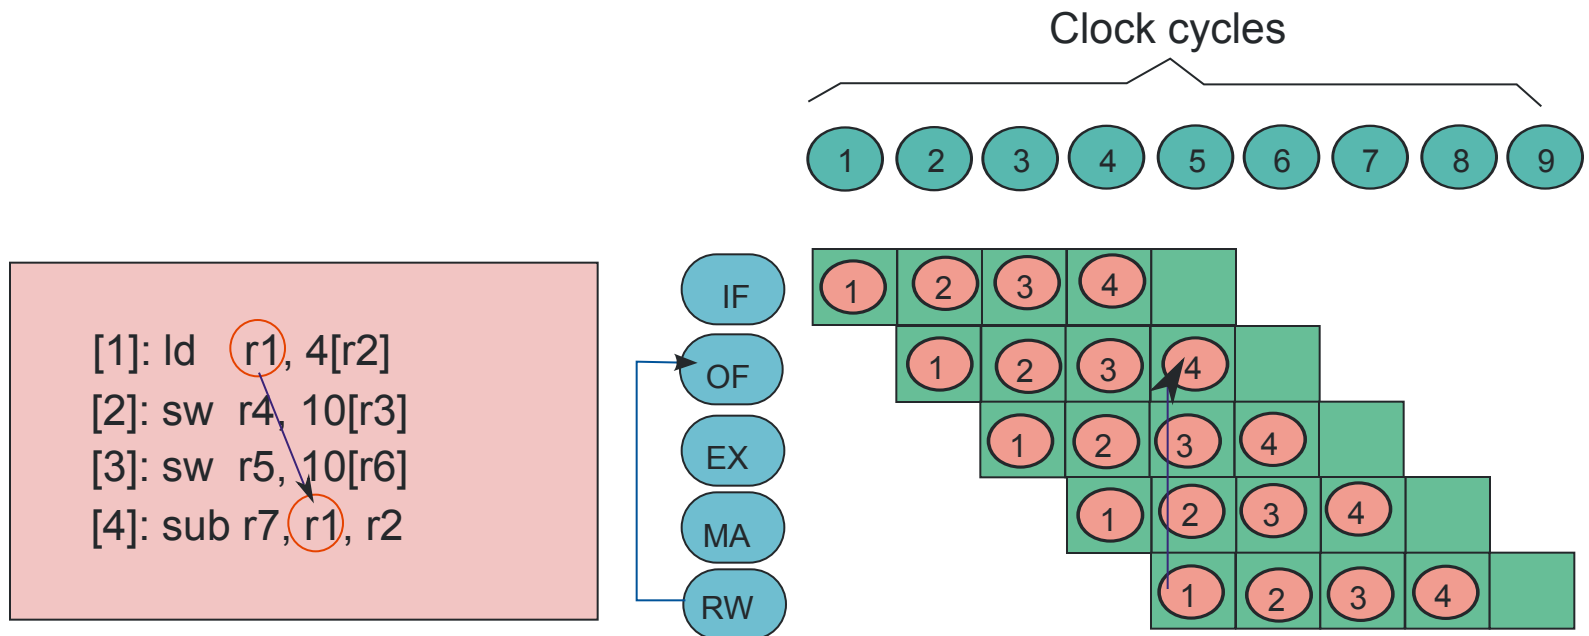 Clock cycles
1 2 3 4 5 6 7 8 9
[1]: ld r1, 4[r2]
[2]: sw r4, 10[r3]
[3]: sw r5, 10[r6]
[4]: sub r7, r1, r2
IF 1 2 3 4
OF 1 2 3 4
EX 1 2 3 4
MA 1 2 3 4
RW 1 2 3 4